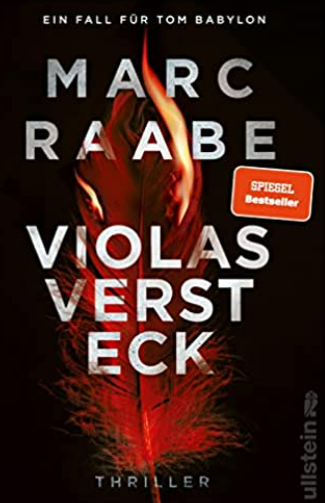 EIN FALL FÜR TOM BABYLON
MARC
RAABE
SPIEGEL
Bestseller
VIOLAS
VERST
ECK
THRILLER
ullstein